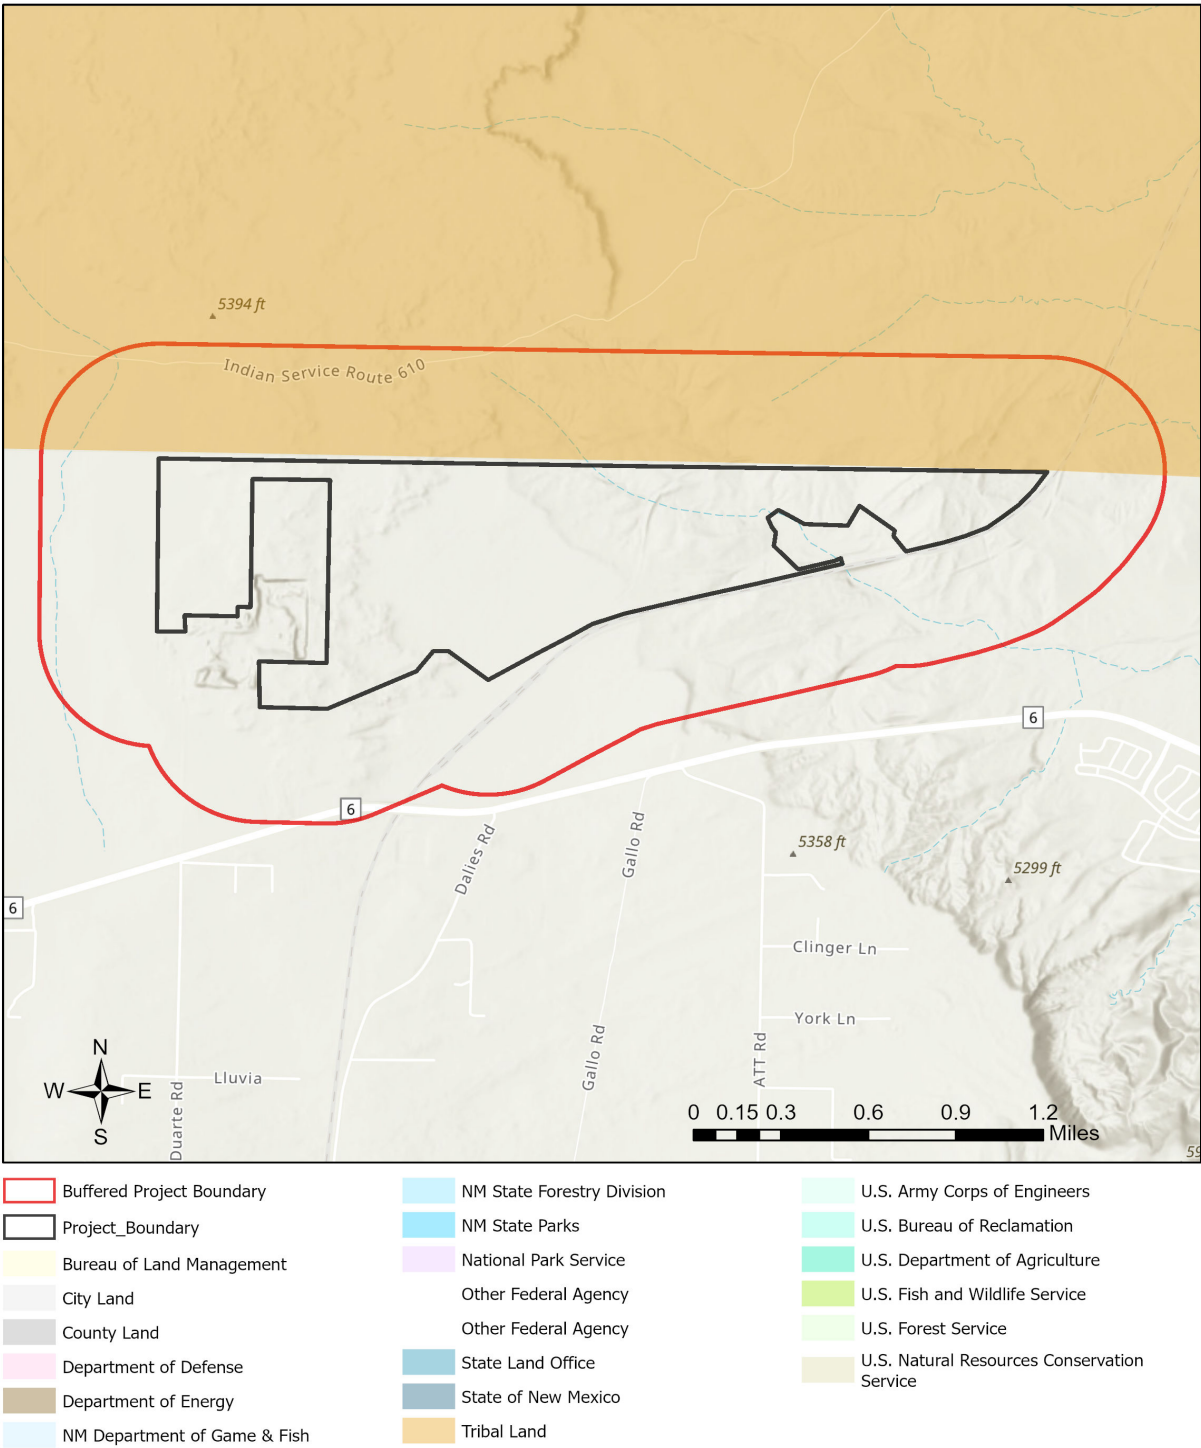 5394 ft
Indian Service Route 610
6
6
5358 ft
Dalies Rd
Gallo Rd
5299 ft
6
Clinger Ln
York Ln
Gallo Rd
ATT Rd
N
W E
S
Lluvia
Duarte Rd
0 0.15 0.3 0.6 0.9 1.2
Miles
59
Buffered Project Boundary
Project_Boundary
Bureau of Land Management
City Land
County Land
Department of Defense
Department of Energy
NM Department of Game & Fish
NM State Forestry Division
NM State Parks
National Park Service
Other Federal Agency
Other Federal Agency
State Land Office
State of New Mexico
Tribal Land
U.S. Army Corps of Engineers
U.S. Bureau of Reclamation
U.S. Department of Agriculture
U.S. Fish and Wildlife Service
U.S. Forest Service
U.S. Natural Resources Conservation
Service